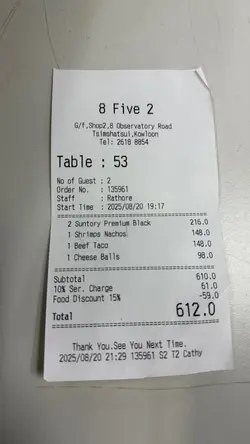 8 Five 2
G/f,Shop2,8 Observatory Road
Tsimshatsui,Kowloon
Tel: 2618 8854
Table : 53
No of Guest : 2
Order No. : 135961
Staff : Rathore
Start Time : 2025/08/20 19:17
2 Suntory Premium Black 216.0
1 Shrimps Nachos 148.0
1 Beef Taco 148.0
1 Cheese Balls 98.0
Subtotal 610.0
10% Ser. Charge 61.0
Food Discount 15% -59.0
Total 612.0
Thank You.See You Next Time.
2025/08/20 21:29 135961 S2 T2 Cathy